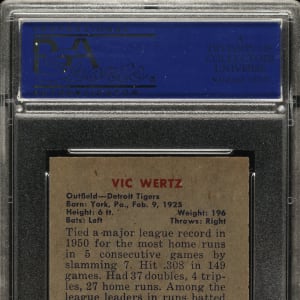 VIC WERTZ
Outfield—Detroit Tigers
Born: York, Pa., Feb. 9, 1925
Height: 6 ft. Weight: 196
Bats: Left Throws: Right
Tied a major league record in
1950 for the most home runs
in 5 consecutive games by
slamming 7. Hit .308 in 149
games. Had 37 doubles, 4 trip-
les, 27 home runs. Among the
league leaders in runs batted